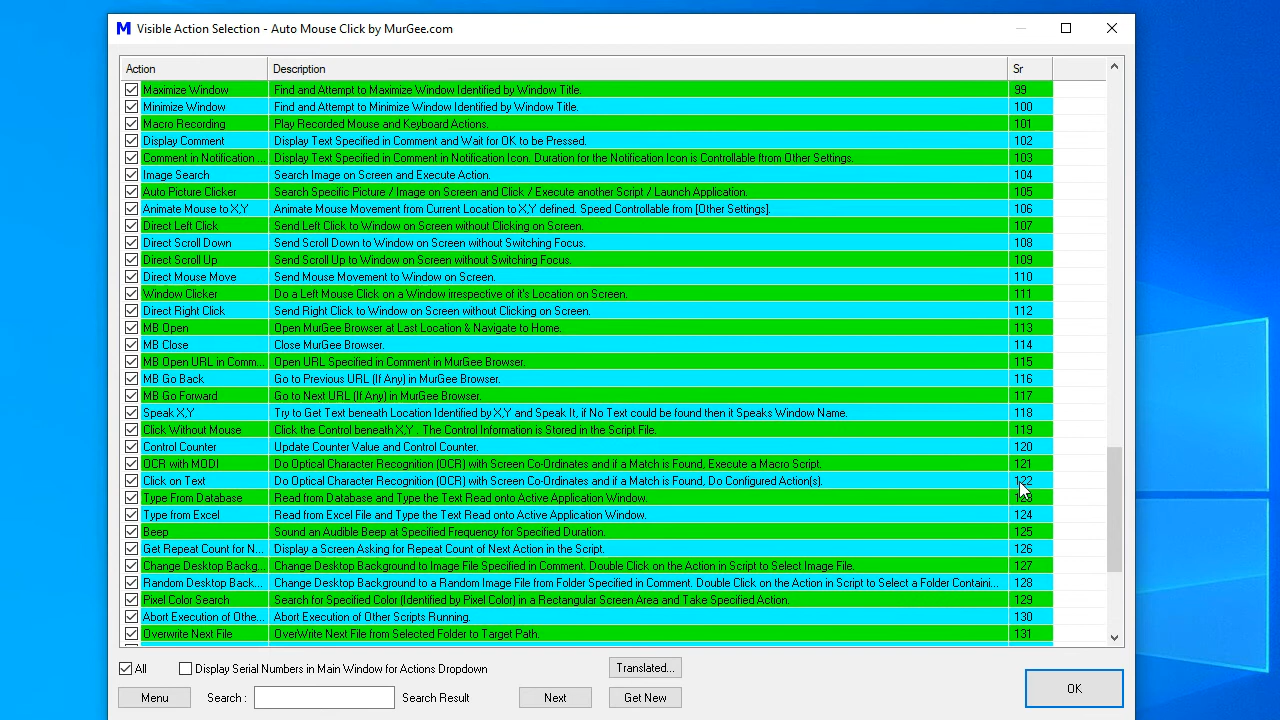 M Visible Action Selection - Auto Mouse Click by MurGee.com
Action Description Sr
Maximize Window Find and Attempt to Maximize Window Identified by Window Title. 99
Minimize Window Find and Attempt to Minimize Window Identified by Window Title. 100
Macro Recording Play Recorded Mouse and Keyboard Actions. 101
Display Comment Display Text Specified in Comment and Wait for OK to be Pressed. 102
Comment in Notification ... Display Text Specified in Comment in Notification Icon. Duration for the Notification Icon is Controllable ftrom Other Settings. 103
Image Search Search Image on Screen and Execute Action. 104
Auto Picture Clicker Search Specific Picture / Image on Screen and Click / Execute another Script / Launch Application. 105
Animate Mouse to X,Y Animate Mouse Movement from Current Location to X,Y defined. Speed Controllable from [Other Settings]. 106
Direct Left Click Send Left Click to Window on Screen without Clicking on Screen. 107
Direct Scroll Down Send Scroll Down to Window on Screen without Switching Focus. 108
Direct Scroll Up Send Scroll Up to Window on Screen without Switching Focus. 109
Direct Mouse Move Send Mouse Movement to Window on Screen. 110
Window Clicker Do a Left Mouse Click on a Window irrespective of it's Location on Screen. 111
Direct Right Click Send Right Click to Window on Screen without Clicking on Screen. 112
MB Open Open MurGee Browser at Last Location & Navigate to Home. 113
MB Close Close MurGee Browser. 114
MB Open URL in Comm... Open URL Specified in Comment in MurGee Browser. 115
MB Go Back Go to Previous URL (If Any) in MurGee Browser. 116
MB Go Forward Go to Next URL (If Any) in MurGee Browser. 117
Speak X,Y Try to Get Text beneath Location Identified by X,Y and Speak It, if No Text could be found then it Speaks Window Name. 118
Click Without Mouse Click the Control beneath X,Y . The Control Information is Stored in the Script File. 119
Control Counter Update Counter Value and Control Counter. 120
OCR with MODI Do Optical Character Recognition (OCR) with Screen Co-Ordinates and if a Match is Found, Execute a Macro Script. 121
Click on Text Do Optical Character Recognition (OCR) with Screen Co-Ordinates and if a Match is Found, Do Configured Action(s). 122
Type From Database Read from Database and Type the Text Read onto Active Application Window. 123
Type from Excel Read from Excel File and Type the Text Read onto Active Application Window. 124
Beep Sound an Audible Beep at Specified Frequency for Specified Duration. 125
Get Repeat Count for N... Display a Screen Asking for Repeat Count of Next Action in the Script. 126
Change Desktop Backg... Change Desktop Background to Image File Specified in Comment. Double Click on the Action in Script to Select Image File. 127
Random Desktop Back... Change Desktop Background to a Random Image File from Folder Specified in Comment. Double Click on the Action in Script to Select a Folder Containi... 128
Pixel Color Search Search for Specified Color (Identified by Pixel Color) in a Rectangular Screen Area and Take Specified Action. 129
Abort Execution of Othe... Abort Execution of Other Scripts Running. 130
Overwrite Next File OverWrite Next File from Selected Folder to Target Path. 131
All Display Serial Numbers in Main Window for Actions Dropdown Translated...
Menu Search : Search Result Next Get New OK